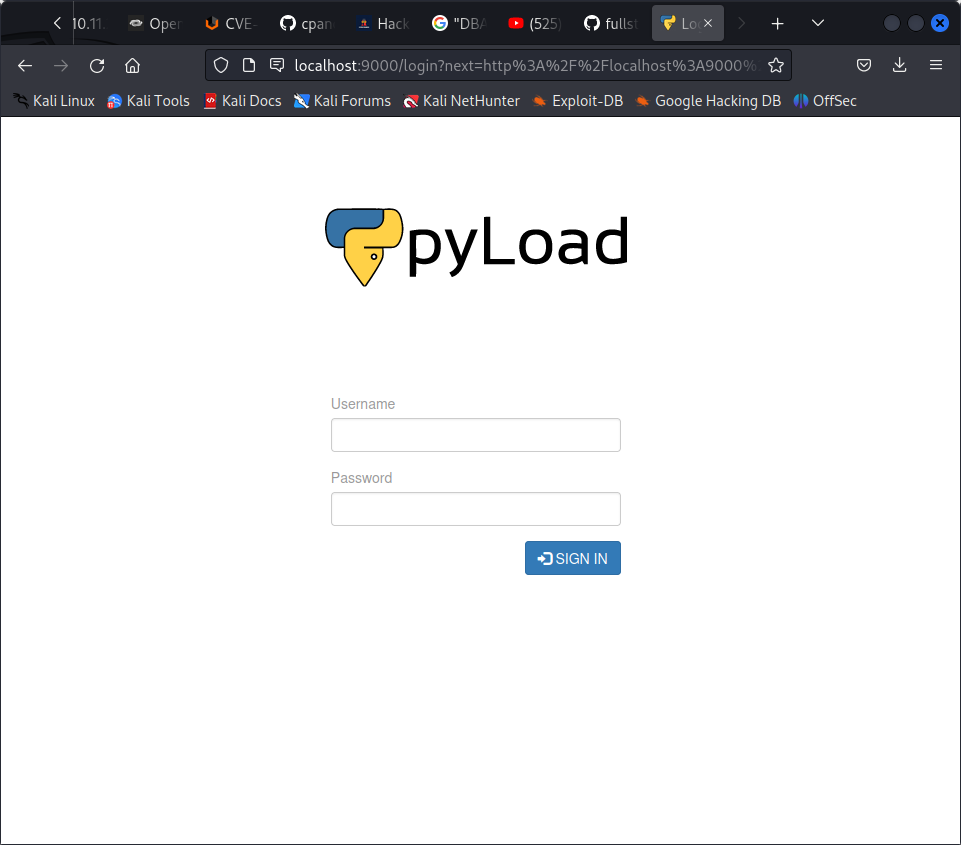 10.11. Oper CVE- cpan Hack "DBA (525) fullst Lo
localhost:9000/login?next=http%3A%2F%2Flocalhost%3A9000%
Kali Linux Kali Tools Kali Docs Kali Forums Kali NetHunter Exploit-DB Google Hacking DB OffSec
pyLoad
Username
Password
SIGN IN